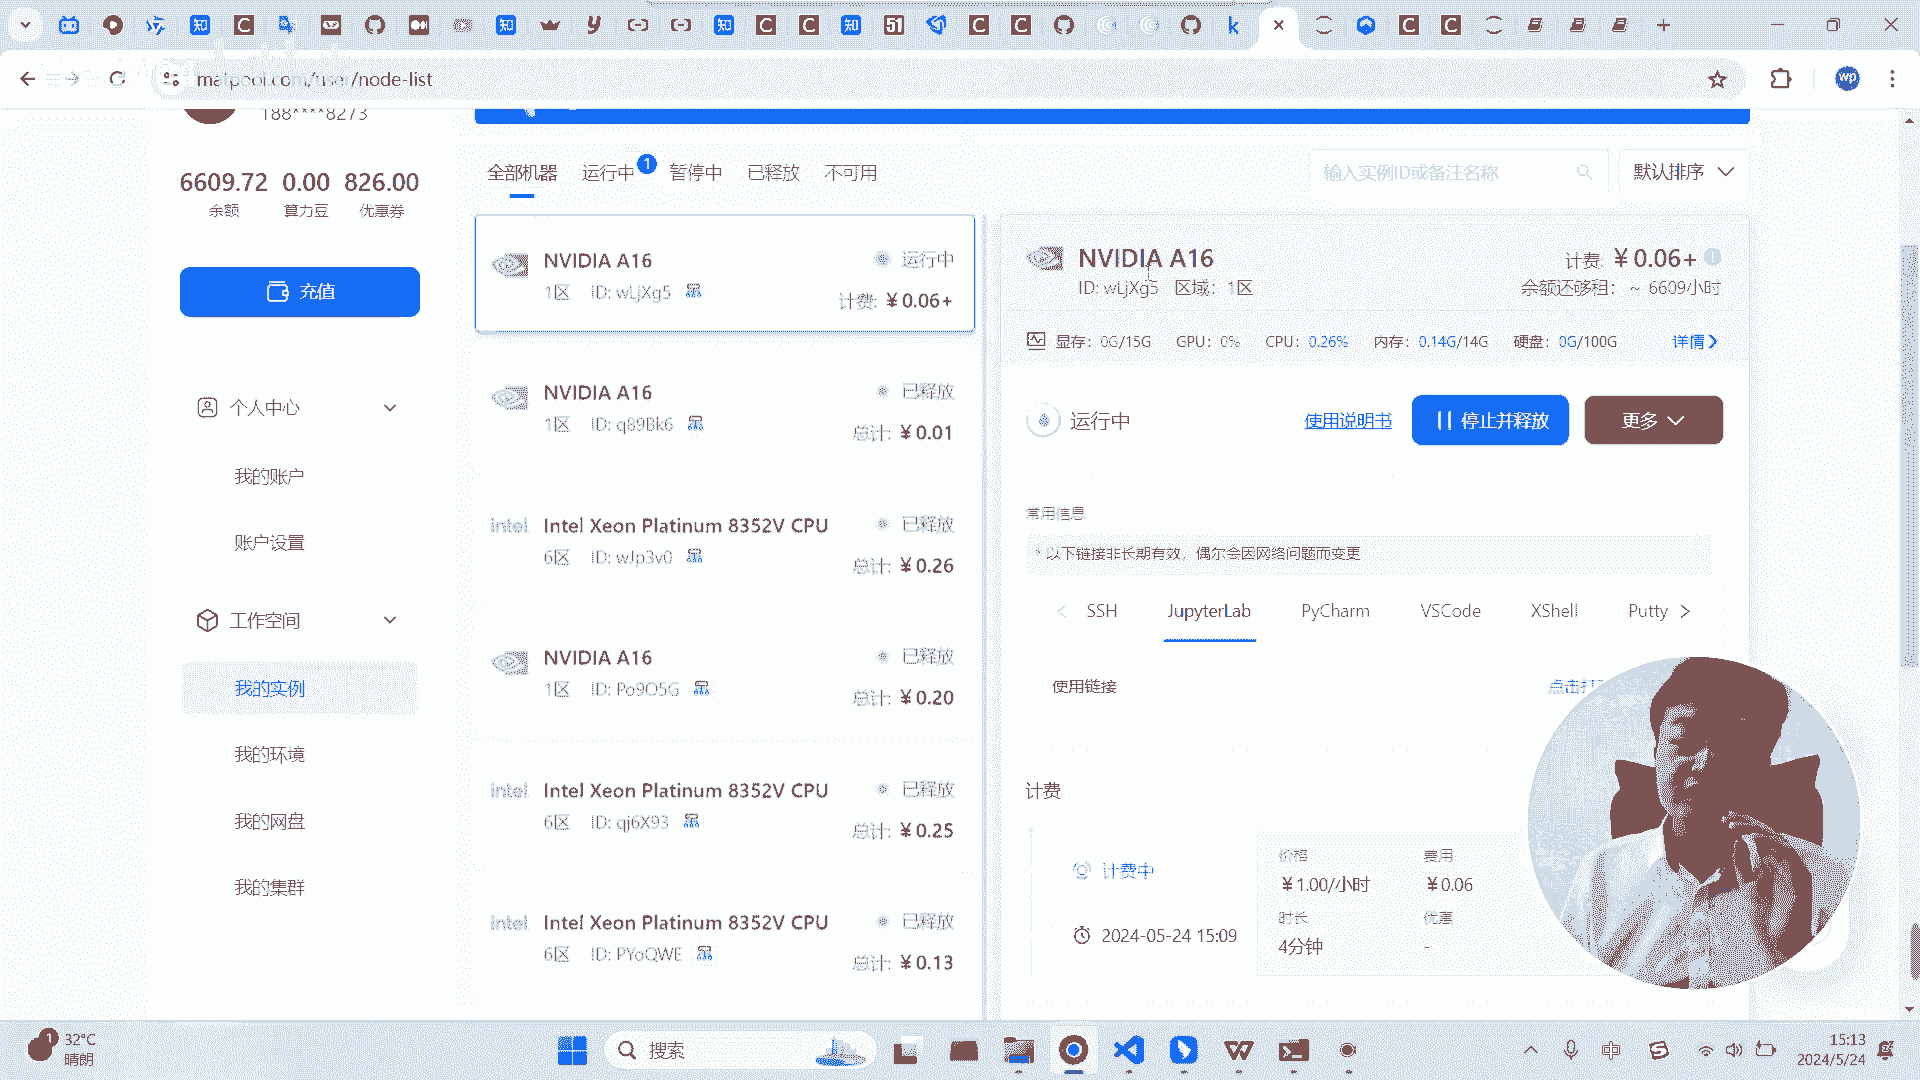 matpool.com/user/node-list
188****8273
6609.72 0.00 826.00
余额 算力豆 优惠券
充值
个人中心
我的账户
账户设置
工作空间
我的实例
我的环境
我的网盘
我的集群
全部机器 运行中 1 暂停中 已释放 不可用
输入实例ID或备注名称
默认排序
NVIDIA A16 运行中
1区 ID: wLjXg5 计费: ¥0.06+
NVIDIA A16 已释放
1区 ID: q89Bk6 总计: ¥0.01
intel Intel Xeon Platinum 8352V CPU 已释放
6区 ID: wJp3v0 总计: ¥0.26
NVIDIA A16 已释放
1区 ID: Po9O5G 总计: ¥0.20
intel Intel Xeon Platinum 8352V CPU 已释放
6区 ID: qj6X93 总计: ¥0.25
intel Intel Xeon Platinum 8352V CPU 已释放
6区 ID: PYoQWE 总计: ¥0.13
NVIDIA A16 计费: ¥0.06+
ID: wLjXg5 区域: 1区 余额还够租: ~ 6609小时
显存: 0G/15G GPU: 0% CPU: 0.26% 内存: 0.14G/14G 硬盘: 0G/100G 详情
运行中 使用说明书 停止并释放 更多
常用信息
* 以下链接非长期有效，偶尔会因网络问题而变更
SSH JupyterLab PyCharm VSCode XShell Putty
使用链接 点击打
计费
计费中
2024-05-24 15:09
价格 费用
¥1.00/小时 ¥0.06
时长 优惠
4分钟 -
32°C
晴朗
搜索
中
15:13
2024/5/24